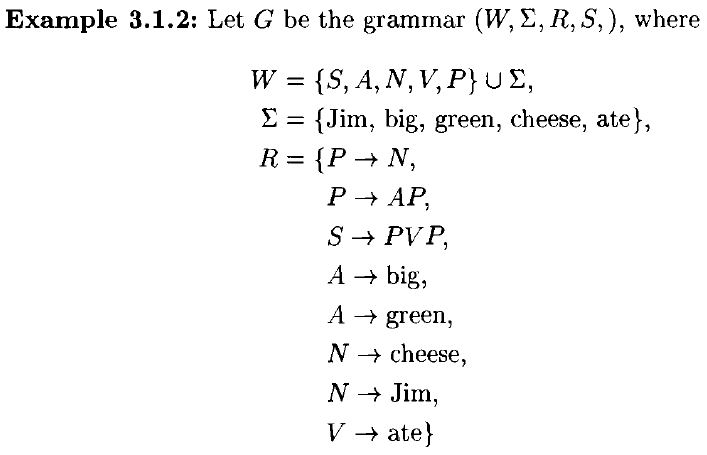 Example 3.1.2: Let G be the grammar (W, Σ, R, S, ), where
W = {S, A, N, V, P} ∪ Σ,
Σ = {Jim, big, green, cheese, ate},
R = {P → N,
P → AP,
S → PVP,
A → big,
A → green,
N → cheese,
N → Jim,
V → ate}